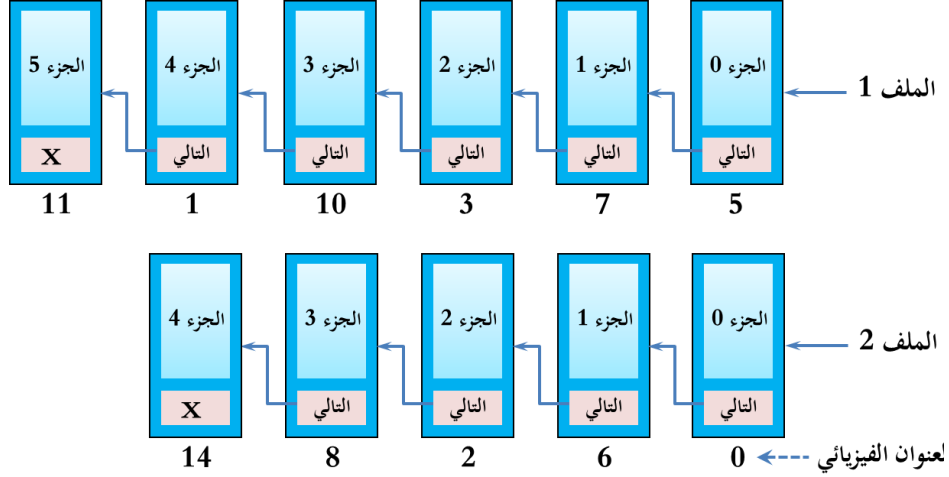 الملف 1
الجزء 0 الجزء 1 الجزء 2 الجزء 3 الجزء 4 الجزء 5
التالي التالي التالي التالي التالي X
5 7 3 10 1 11
الملف 2
الجزء 0 الجزء 1 الجزء 2 الجزء 3 الجزء 4
التالي التالي التالي التالي X
لعنوان الفيزيائي 0 6 2 8 14